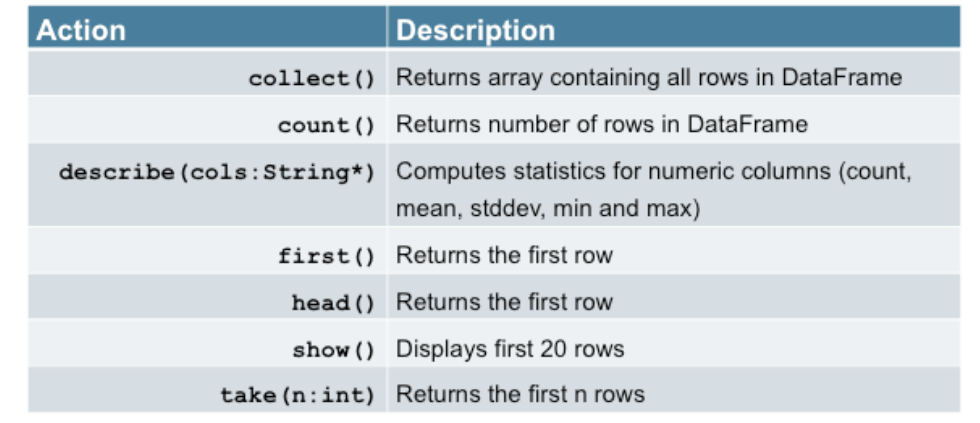 Action Description
collect() Returns array containing all rows in DataFrame
count() Returns number of rows in DataFrame
describe(cols:String*) Computes statistics for numeric columns (count,
mean, stddev, min and max)
first() Returns the first row
head() Returns the first row
show() Displays first 20 rows
take(n:int) Returns the first n rows